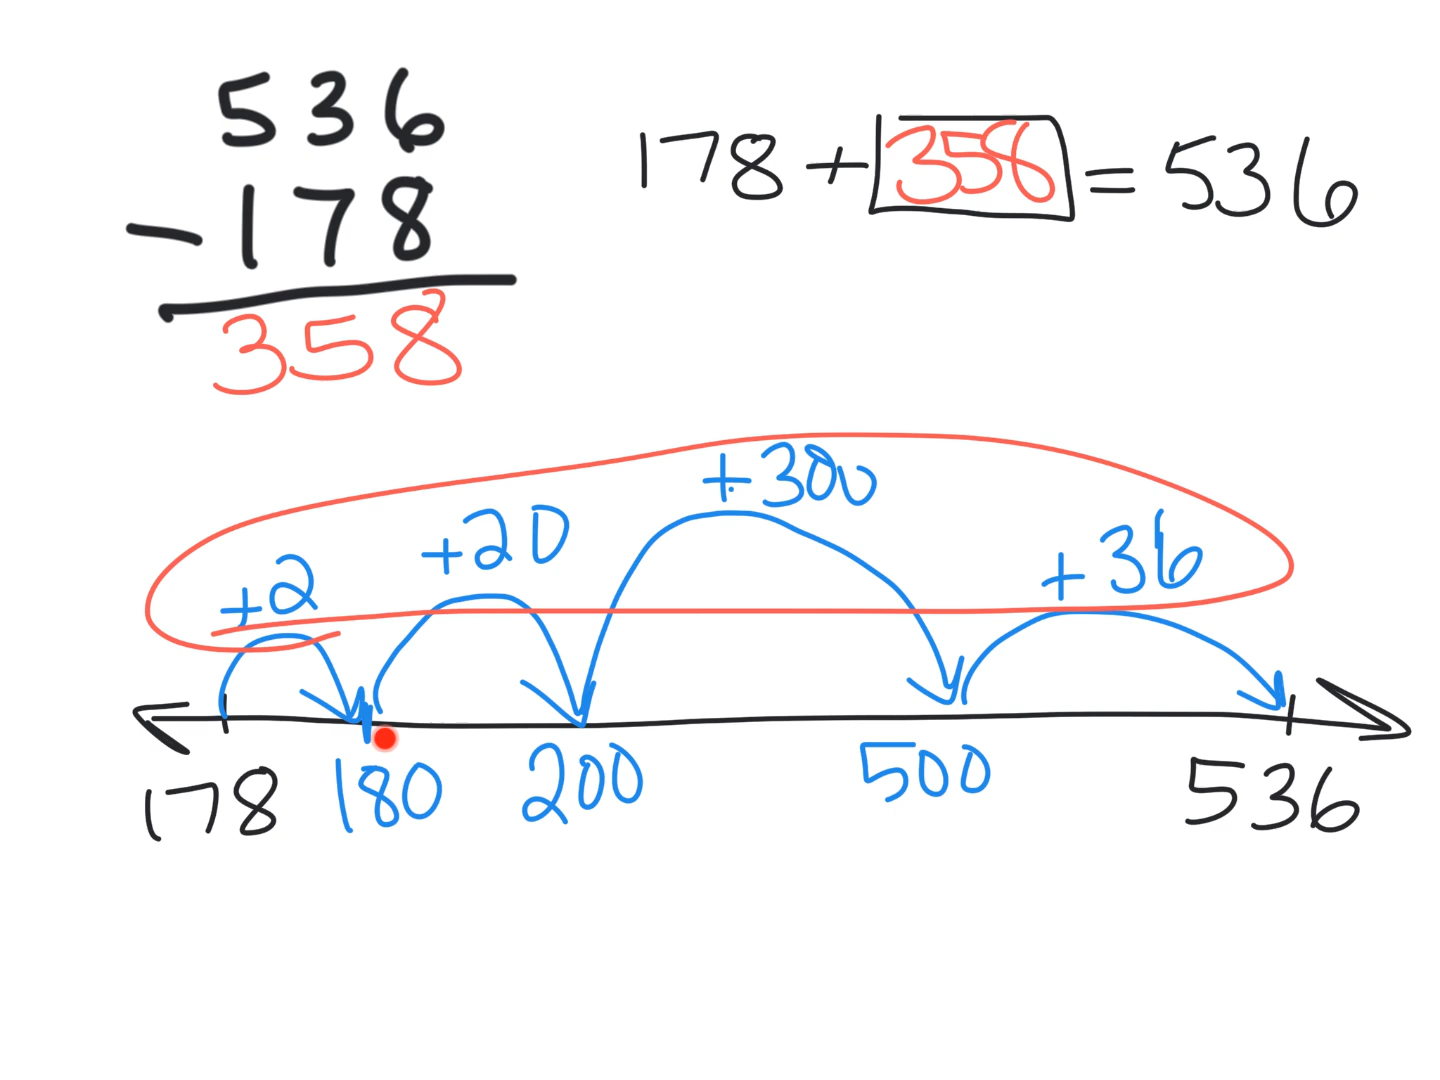 536
-178
358
178 + 358 = 536
+2 +20 +300 +36
178 180 200 500 536